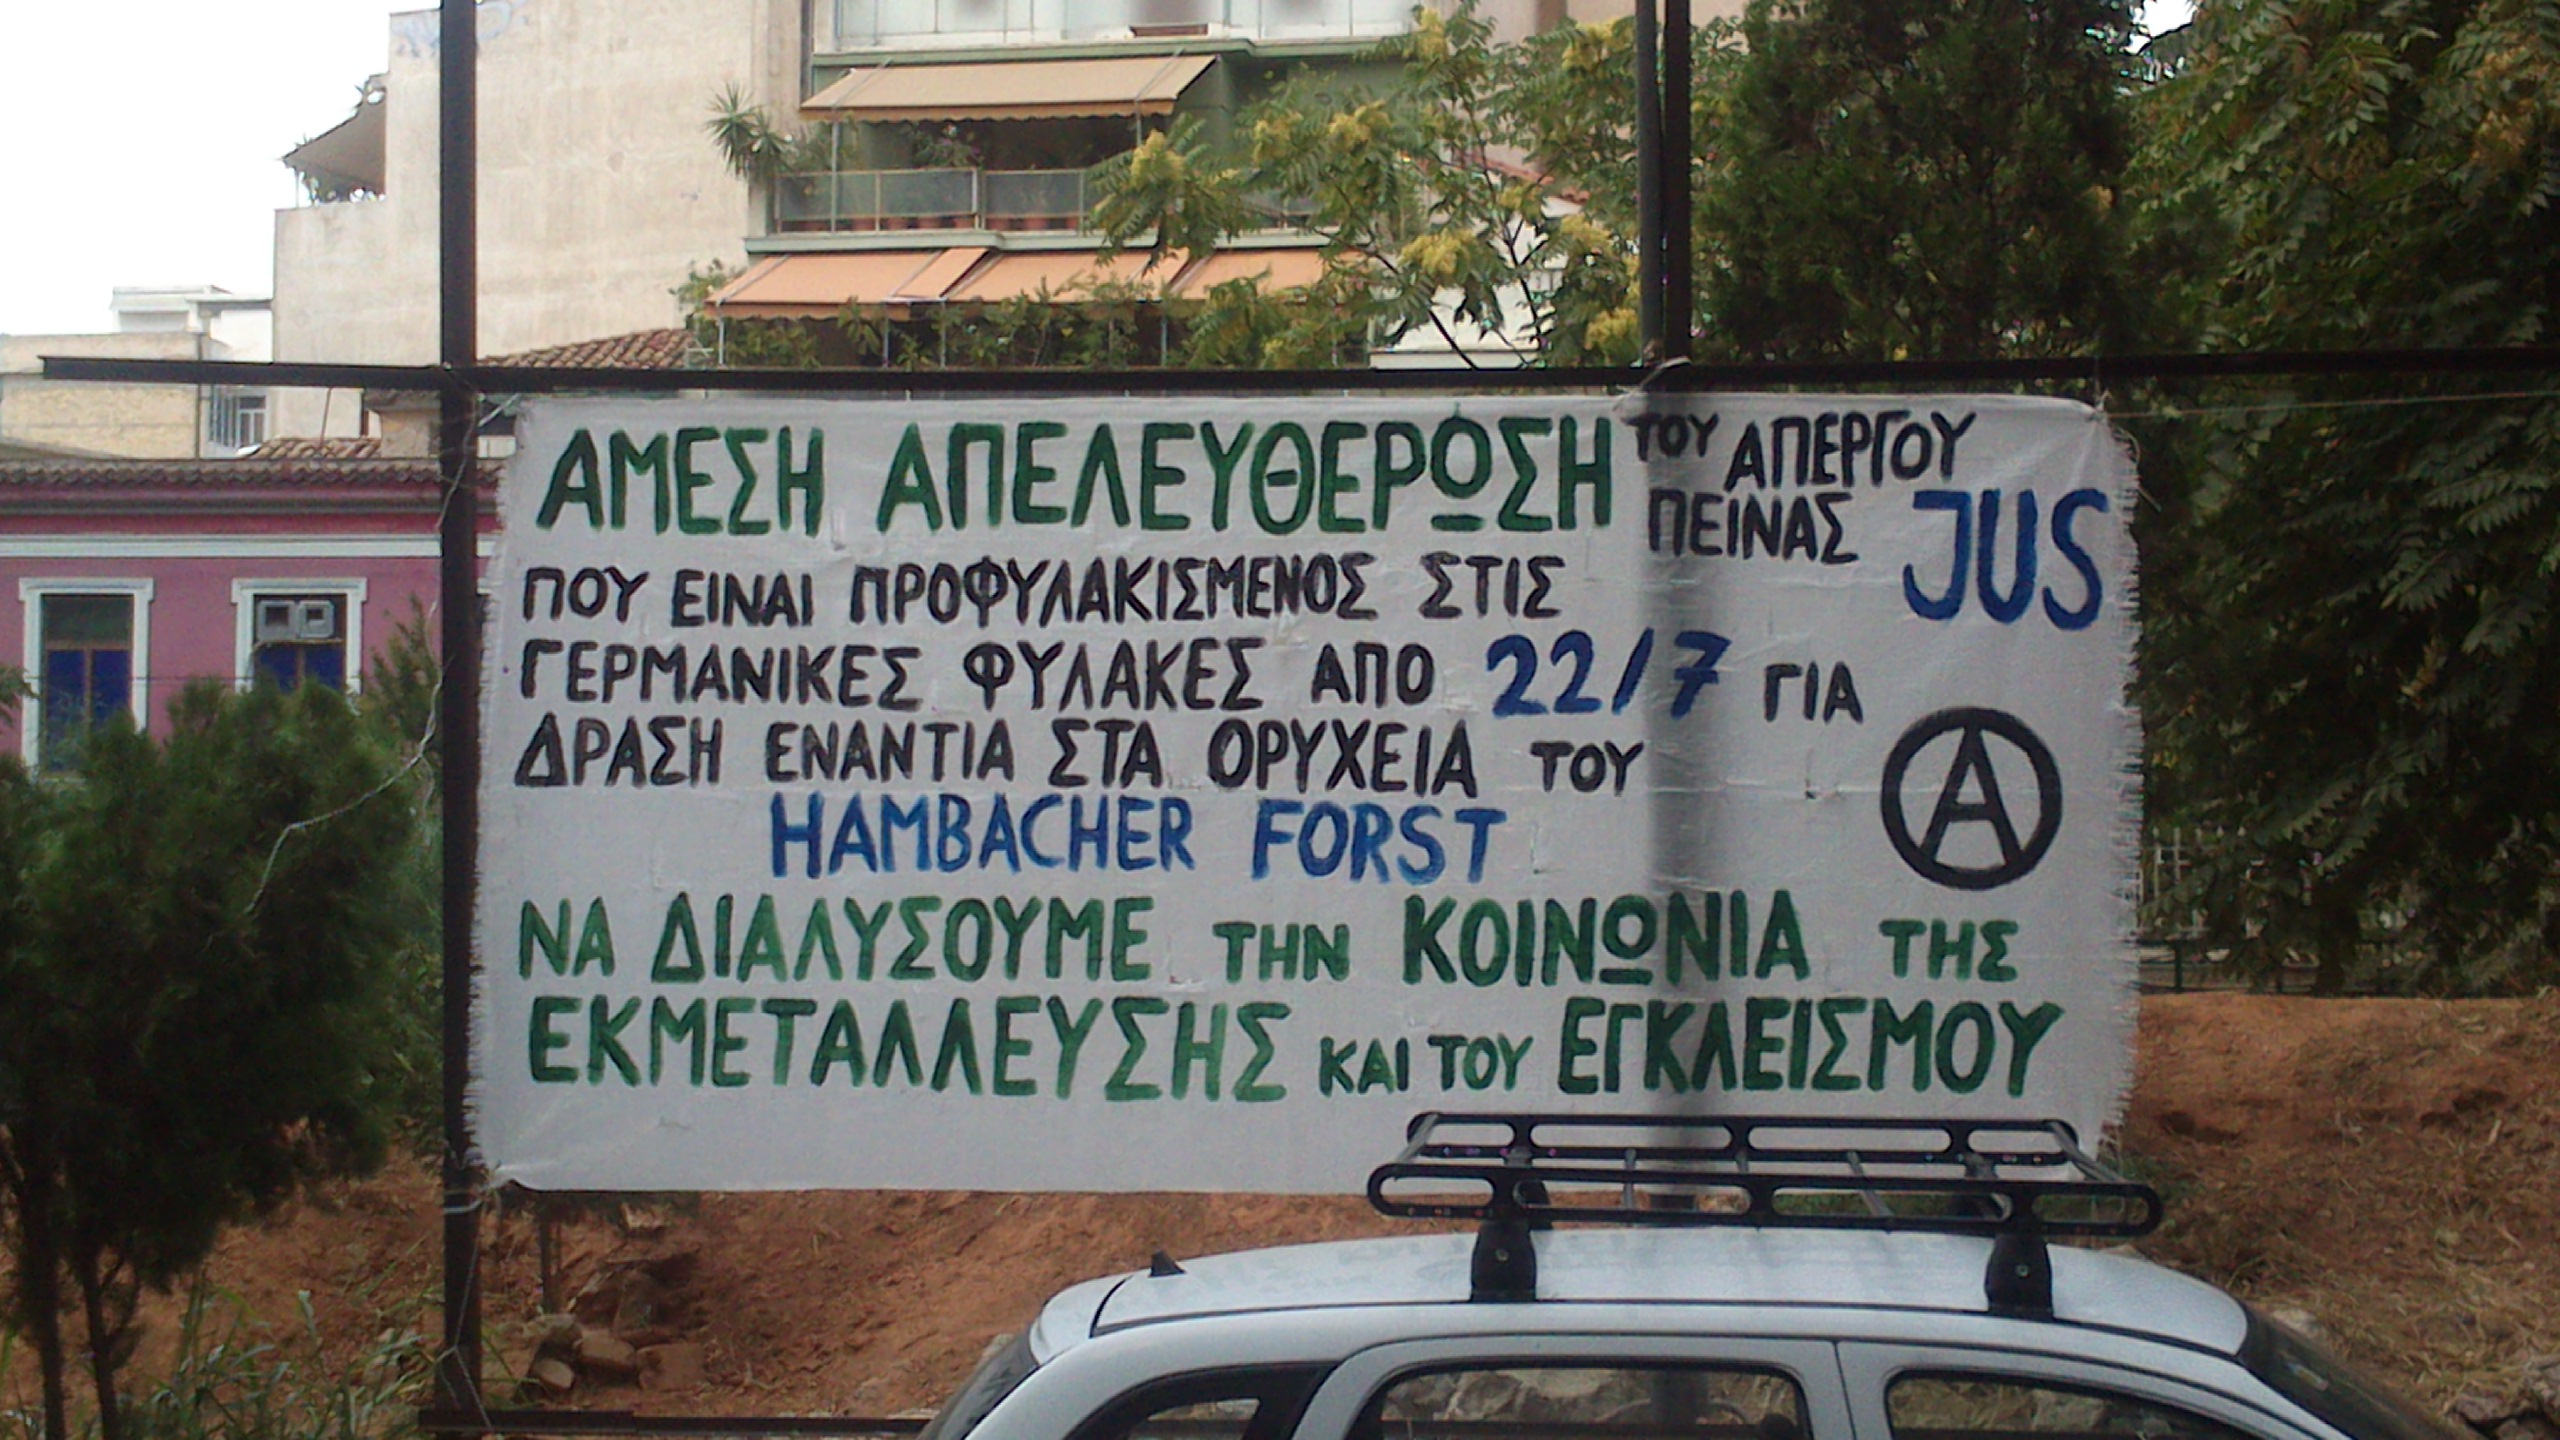 ΑΜΕΣΗ ΑΠΕΛΕΥΘΕΡΩΣΗ ΤΟΥ ΑΠΕΡΓΟΥ
ΠΕΙΝΑΣ JUS
ΠΟΥ ΕΙΝΑΙ ΠΡΟΦΥΛΑΚΙΣΜΕΝΟΣ ΣΤΙΣ
ΓΕΡΜΑΝΙΚΕΣ ΦΥΛΑΚΕΣ ΑΠΟ 22/7 ΓΙΑ
ΔΡΑΣΗ ΕΝΑΝΤΙΑ ΣΤΑ ΟΡΥΧΕΙΑ ΤΟΥ
HAMBACHER FORST
ΝΑ ΔΙΑΛΥΣΟΥΜΕ ΤΗΝ ΚΟΙΝΩΝΙΑ ΤΗΣ
ΕΚΜΕΤΑΛΛΕΥΣΗΣ ΚΑΙ ΤΟΥ ΕΓΚΛΕΙΣΜΟΥ